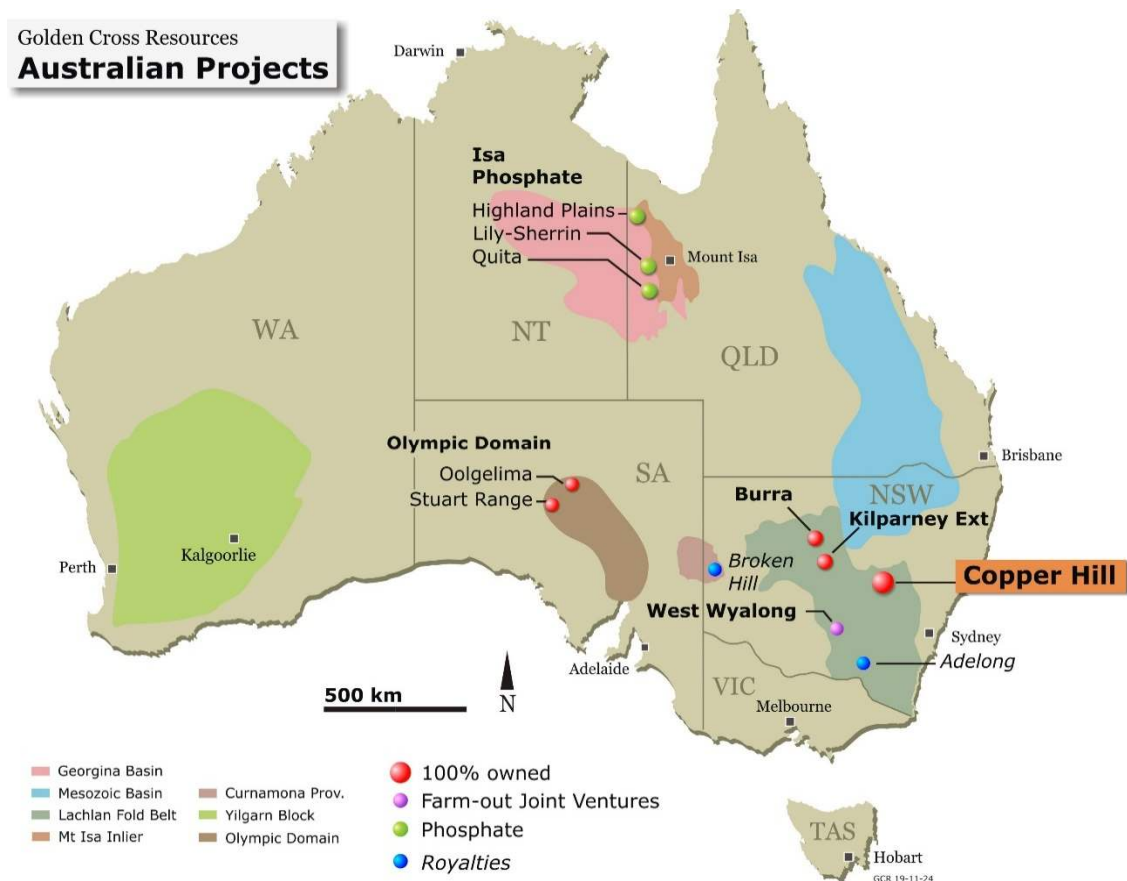 Golden Cross Resources
Australian Projects
Darwin
Isa
Phosphate
Highland Plains
Lily-Sherrin
Quita
Mount Isa
WA
NT
QLD
Olympic Domain
Oolgelima
Stuart Range
SA
Brisbane
NSW
Burra
Kilparney Ext
Kalgoorlie
Perth
Broken
Hill
Copper Hill
West Wyalong
Sydney
Adelong
Adelaide
VIC
Melbourne
500 km
N
Georgina Basin
Mesozoic Basin
Lachlan Fold Belt
Mt Isa Inlier
Curnamona Prov.
Yilgarn Block
Olympic Domain
100% owned
Farm-out Joint Ventures
Phosphate
Royalties
TAS
Hobart
GCR 19-11-24